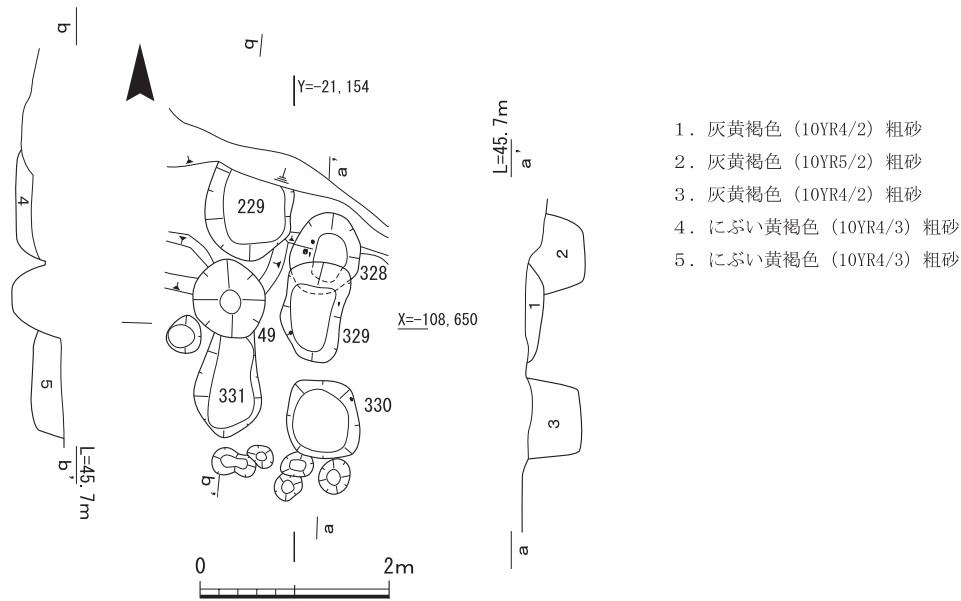 b
b
Y=-21,154
a'
L=45.7m
a'
1．灰黄褐色（10YR4/2）粗砂
2．灰黄褐色（10YR5/2）粗砂
3．灰黄褐色（10YR4/2）粗砂
4．にぶい黄褐色（10YR4/3）粗砂
5．にぶい黄褐色（10YR4/3）粗砂
4
229
328
2
1
X=-108,650
49
329
5
331
330
3
L=45.7m
b'
b'
a
a
0
2m